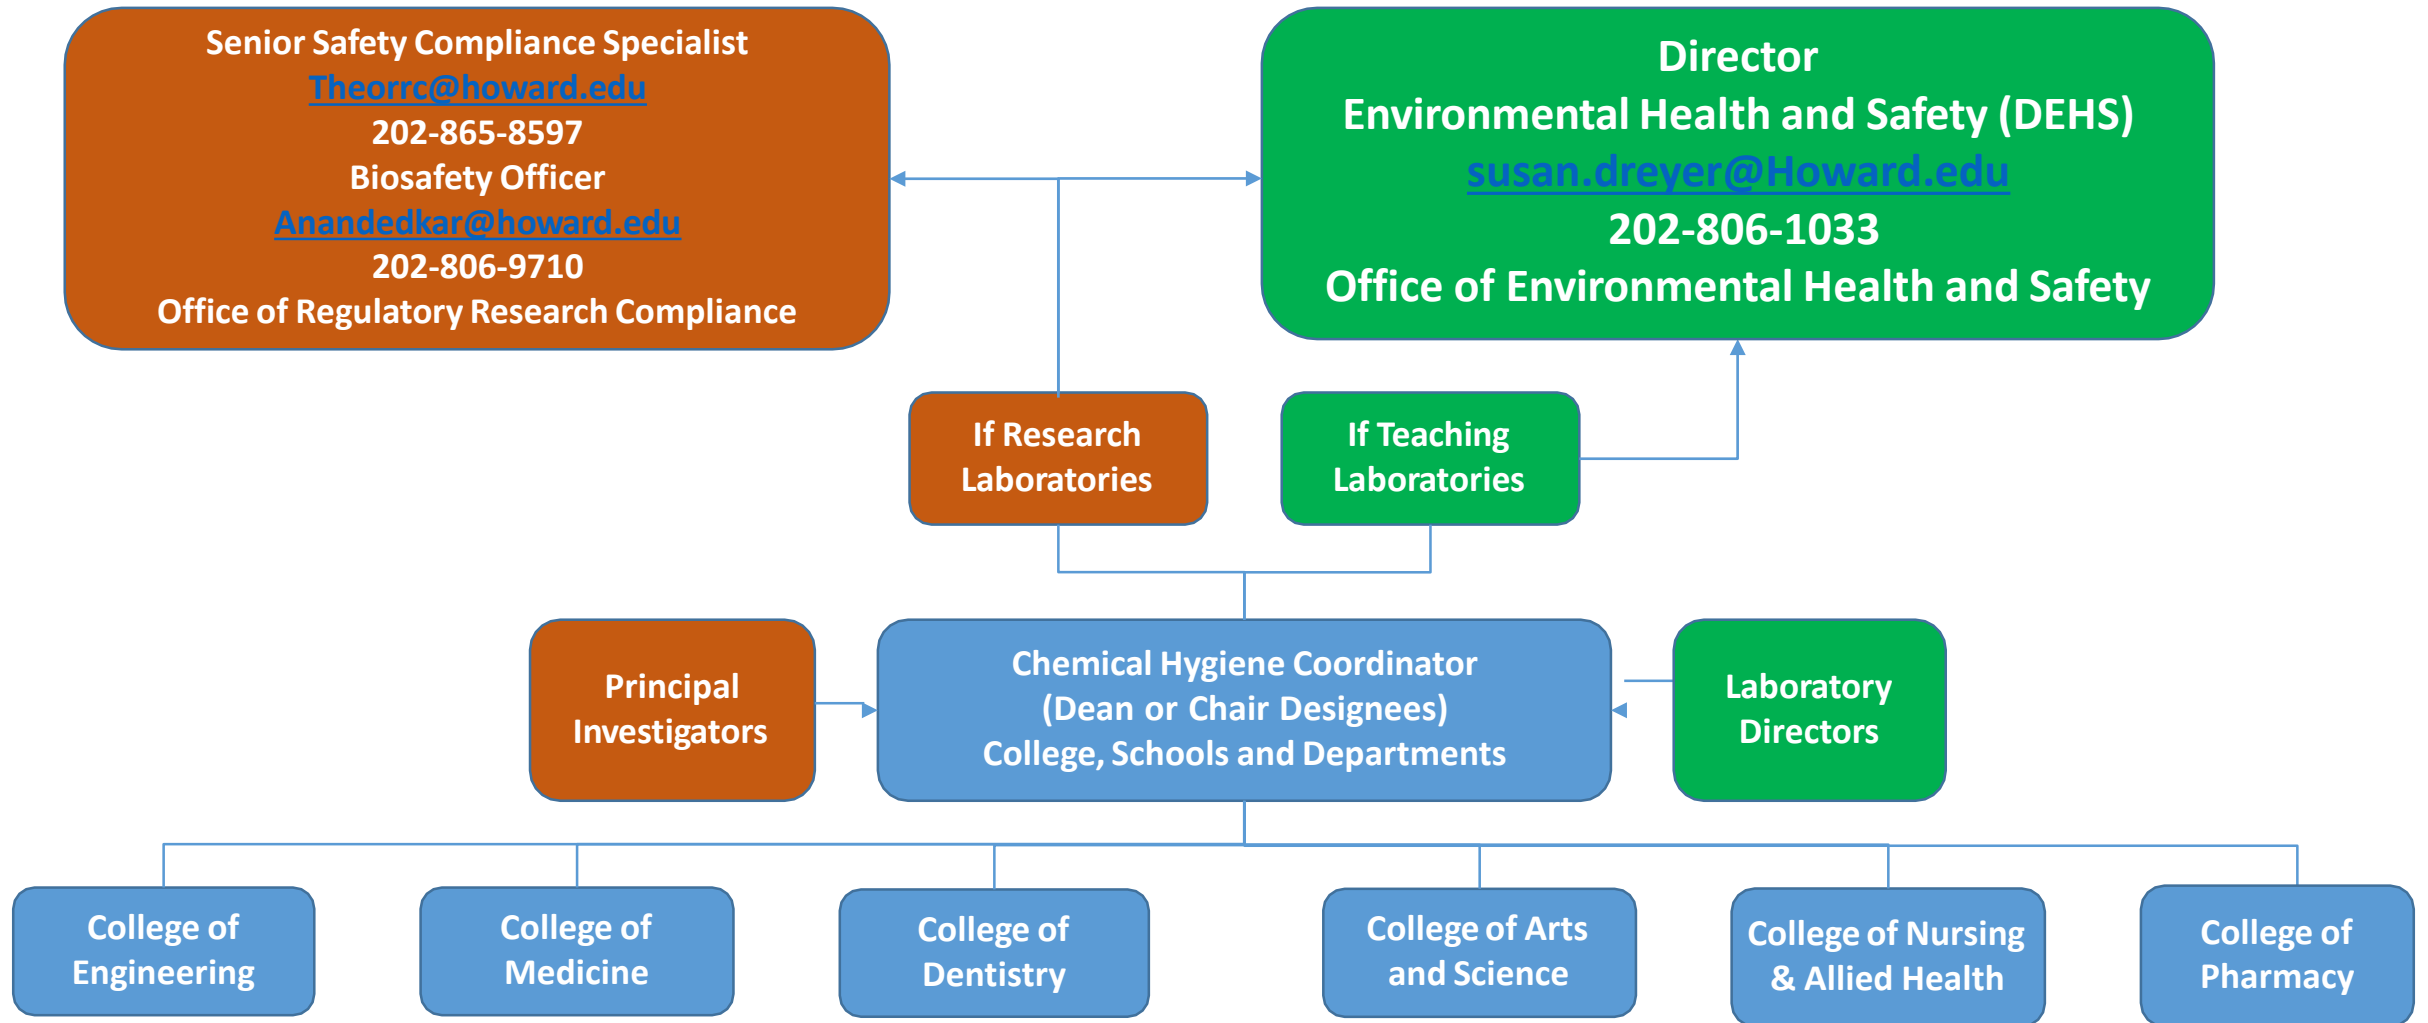 Senior Safety Compliance Specialist
Theorrc@howard.edu
202-865-8597
Biosafety Officer
Anandedkar@howard.edu
202-806-9710
Office of Regulatory Research Compliance
Director
Environmental Health and Safety (DEHS)
susan.dreyer@Howard.edu
202-806-1033
Office of Environmental Health and Safety
If Research
Laboratories
If Teaching
Laboratories
Principal
Investigators
Chemical Hygiene Coordinator
(Dean or Chair Designees)
College, Schools and Departments
Laboratory
Directors
College of
Engineering
College of
Medicine
College of
Dentistry
College of Arts
and Science
College of Nursing
& Allied Health
College of
Pharmacy